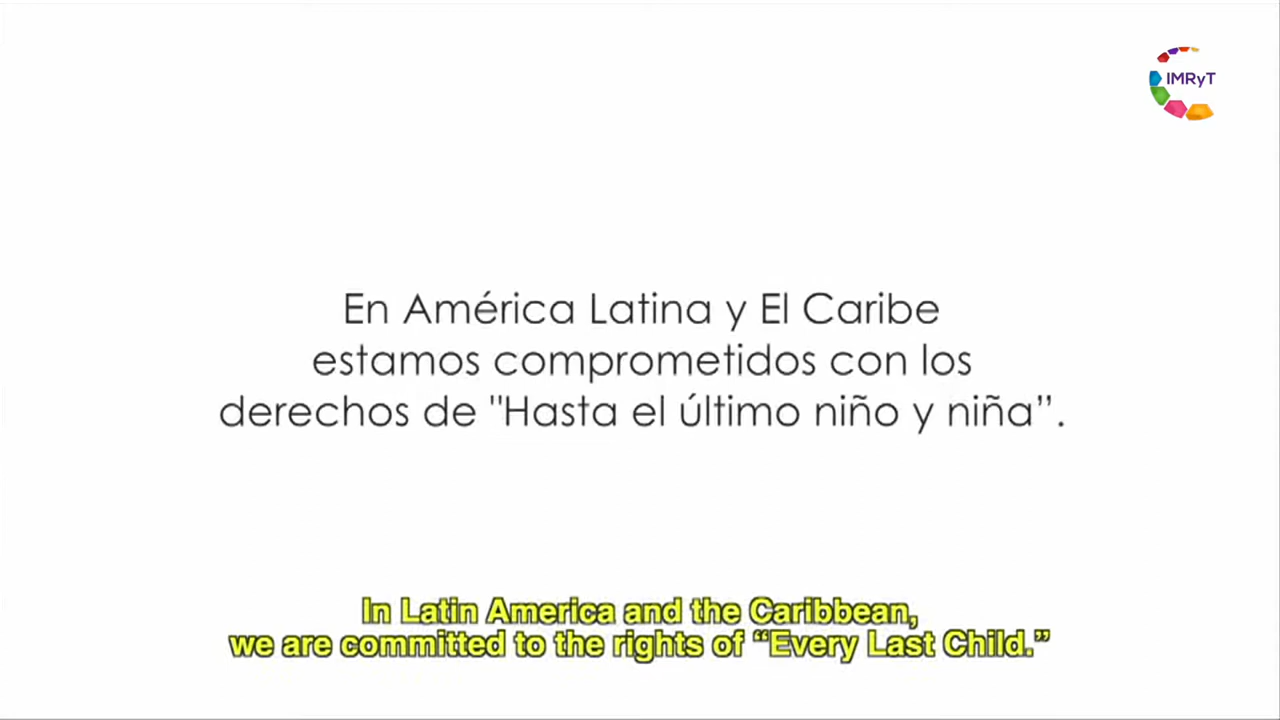 IMRyT
En América Latina y El Caribe
estamos comprometidos con los
derechos de "Hasta el último niño y niña”.
In Latin America and the Caribbean,
we are committed to the rights of “Every Last Child.”